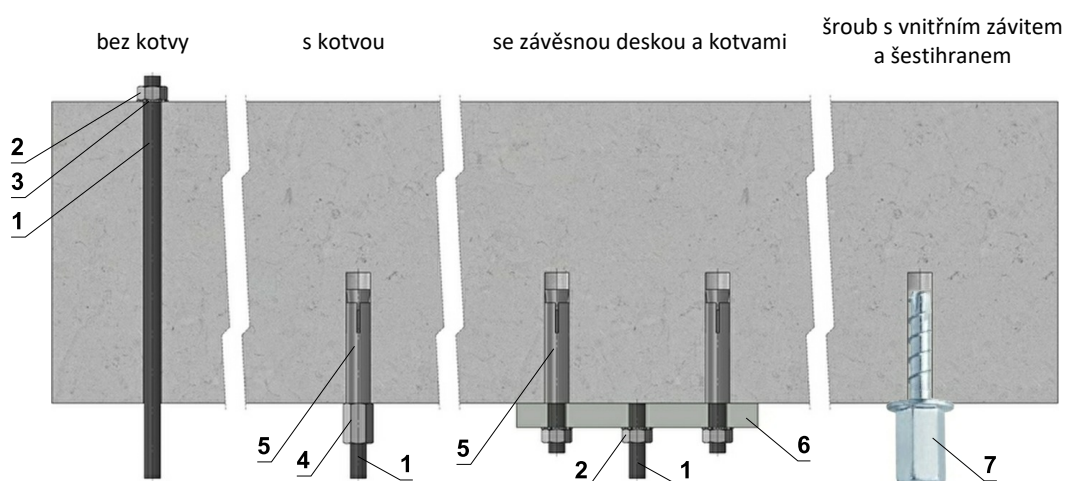 bez kotvy
s kotvou
se závěsnou deskou a kotvami
šroub s vnitřním závitem
a šestihranem
2
3
1
5
4
1
5
2
1
6
7